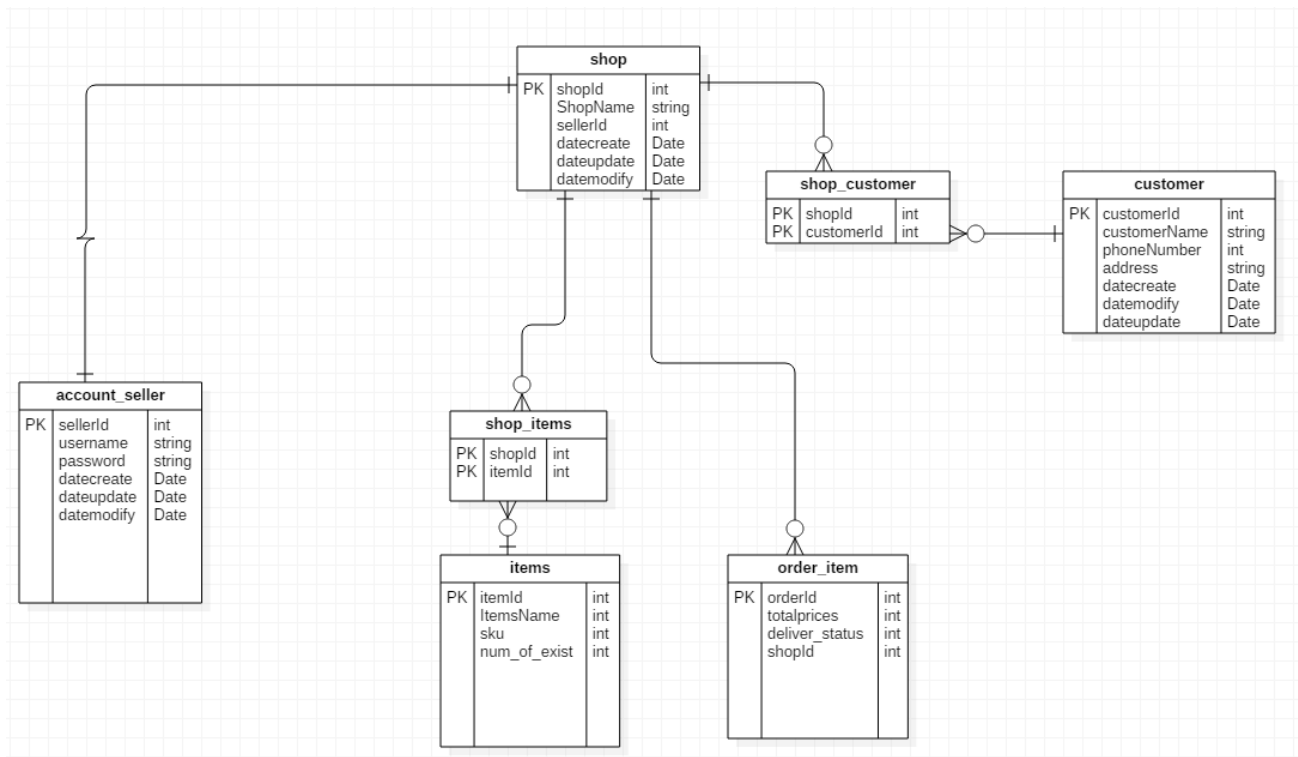 shop
PK shopId int
ShopName string
sellerId int
datecreate Date
dateupdate Date
datemodify Date
shop_customer
PK shopId int
PK customerId int
customer
PK customerId int
customerName string
phoneNumber int
address string
datecreate Date
datemodify Date
dateupdate Date
account_seller
PK sellerId int
username string
password string
datecreate Date
dateupdate Date
datemodify Date
shop_items
PK shopId int
PK itemId int
items
PK itemId int
ItemsName int
sku int
num_of_exist int
order_item
PK orderId int
totalprices int
deliver_status int
shopId int